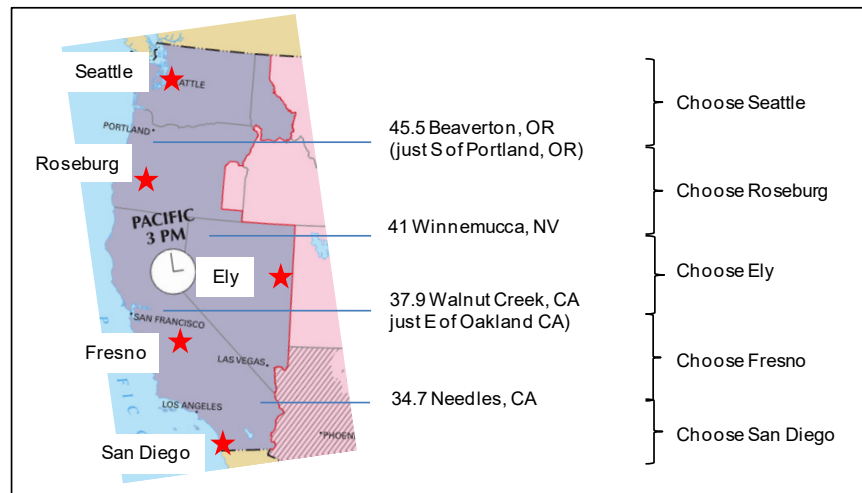 Seattle
ATTLE
PORTLAND
45.5 Beaverton, OR
(just S of Portland, OR)
Choose Seattle
Roseburg
Choose Roseburg
PACIFIC
3 PM
41 Winnemucca, NV
Ely
Choose Ely
37.9 Walnut Creek, CA
just E of Oakland CA)
SAN FRANCISCO
Fresno
LAS VEGAS
Choose Fresno
34.7 Needles, CA
LOS ANGELES
PHOENI
San Diego
Choose San Diego